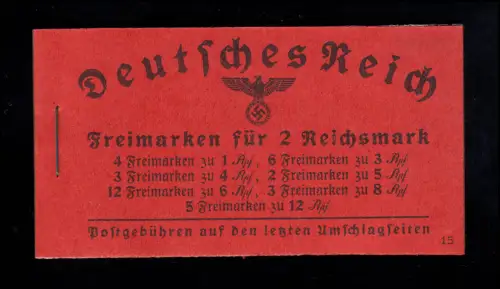 Deutsches Reich
Freimarken für 2 Reichsmark
4 Freimarken zu 1 Rpf, 6 Freimarken zu 3 Rpf
3 Freimarken zu 4 Rpf, 2 Freimarken zu 5 Rpf
12 Freimarken zu 6 Rpf, 3 Freimarken zu 8 Rpf
5 Freimarken zu 12 Rpf
Postgebühren auf den letzten Umschlagseiten
15